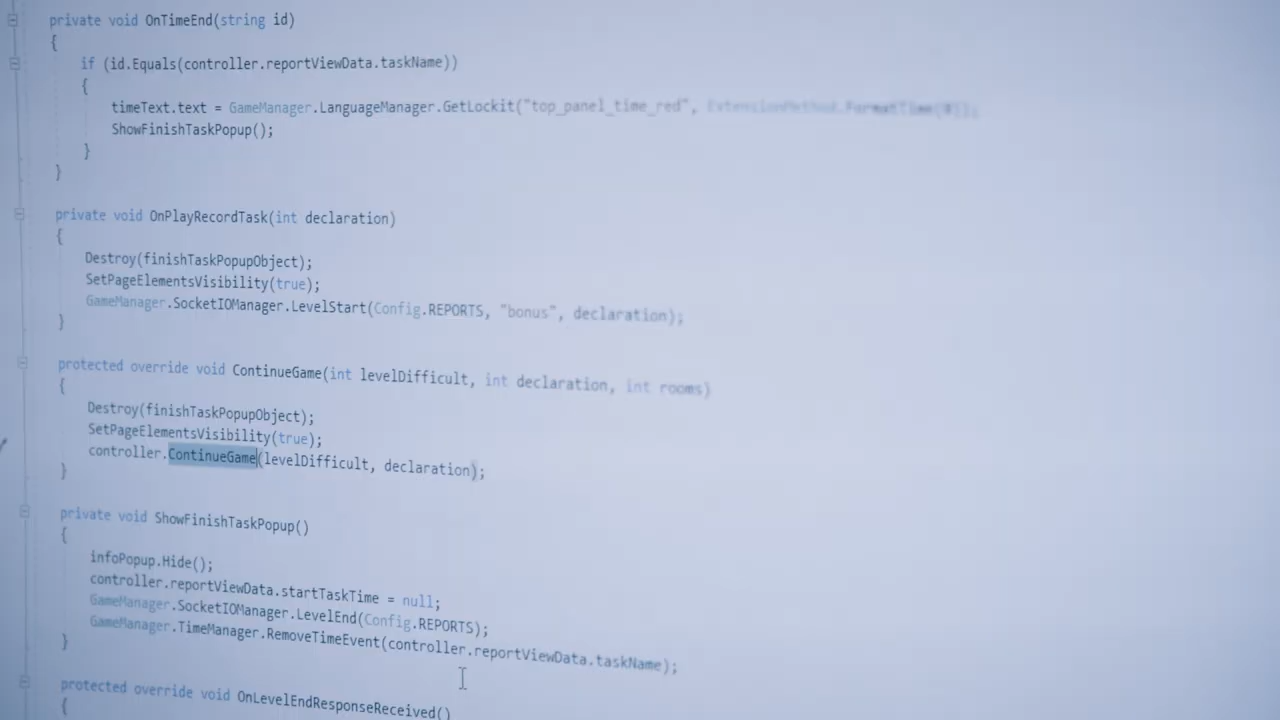 private void OnTimeEnd(string id)
{
if (id.Equals(controller.reportViewData.taskName))
{
timeText.text = GameManager.LanguageManager.GetLockit("top_panel_time_red", ExtensionMethod.FormatTime(0));
ShowFinishTaskPopup();
}
}
private void OnPlayRecordTask(int declaration)
{
Destroy(finishTaskPopupObject);
SetPageElementsVisibility(true);
GameManager.SocketIOManager.LevelStart(Config.REPORTS, "bonus", declaration);
}
protected override void ContinueGame(int levelDifficult, int declaration, int rooms)
{
Destroy(finishTaskPopupObject);
SetPageElementsVisibility(true);
controller.ContinueGame(levelDifficult, declaration);
}
private void ShowFinishTaskPopup()
{
infoPopup.Hide();
controller.reportViewData.startTaskTime = null;
GameManager.SocketIOManager.LevelEnd(Config.REPORTS);
GameManager.TimeManager.RemoveTimeEvent(controller.reportViewData.taskName);
}
protected override void OnLevelEndResponseReceived()
{